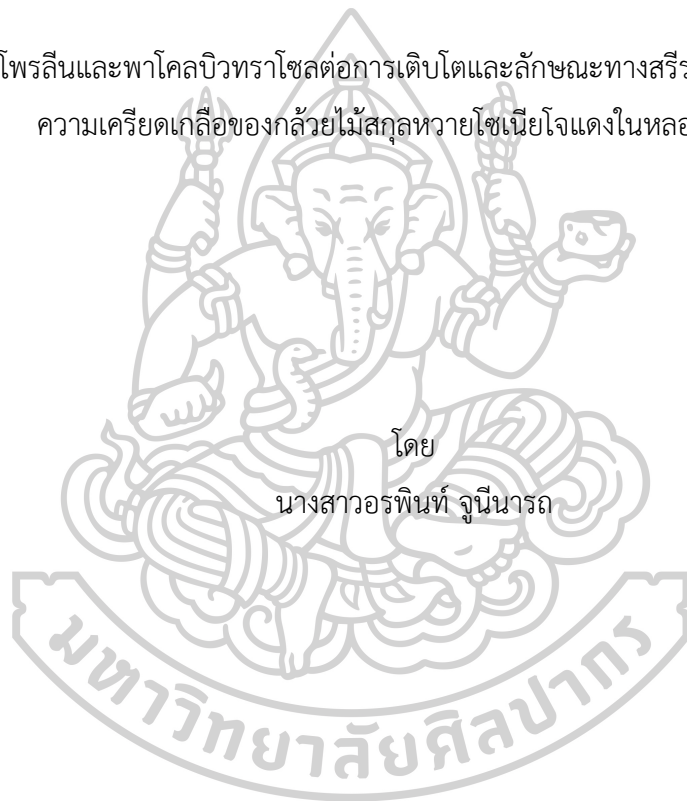 โพรลีนและพาโคลบิวทราโซลต่อการเติบโตและลักษณะทางสรีร
ความเครียดเกลือของกล้วยไม้สกุลหวายโซเนียโจแดงในหลอ
โดย
นางสาวอรพินท์ จูนีนารถ
มหาวิทยาลัยศิลปากร